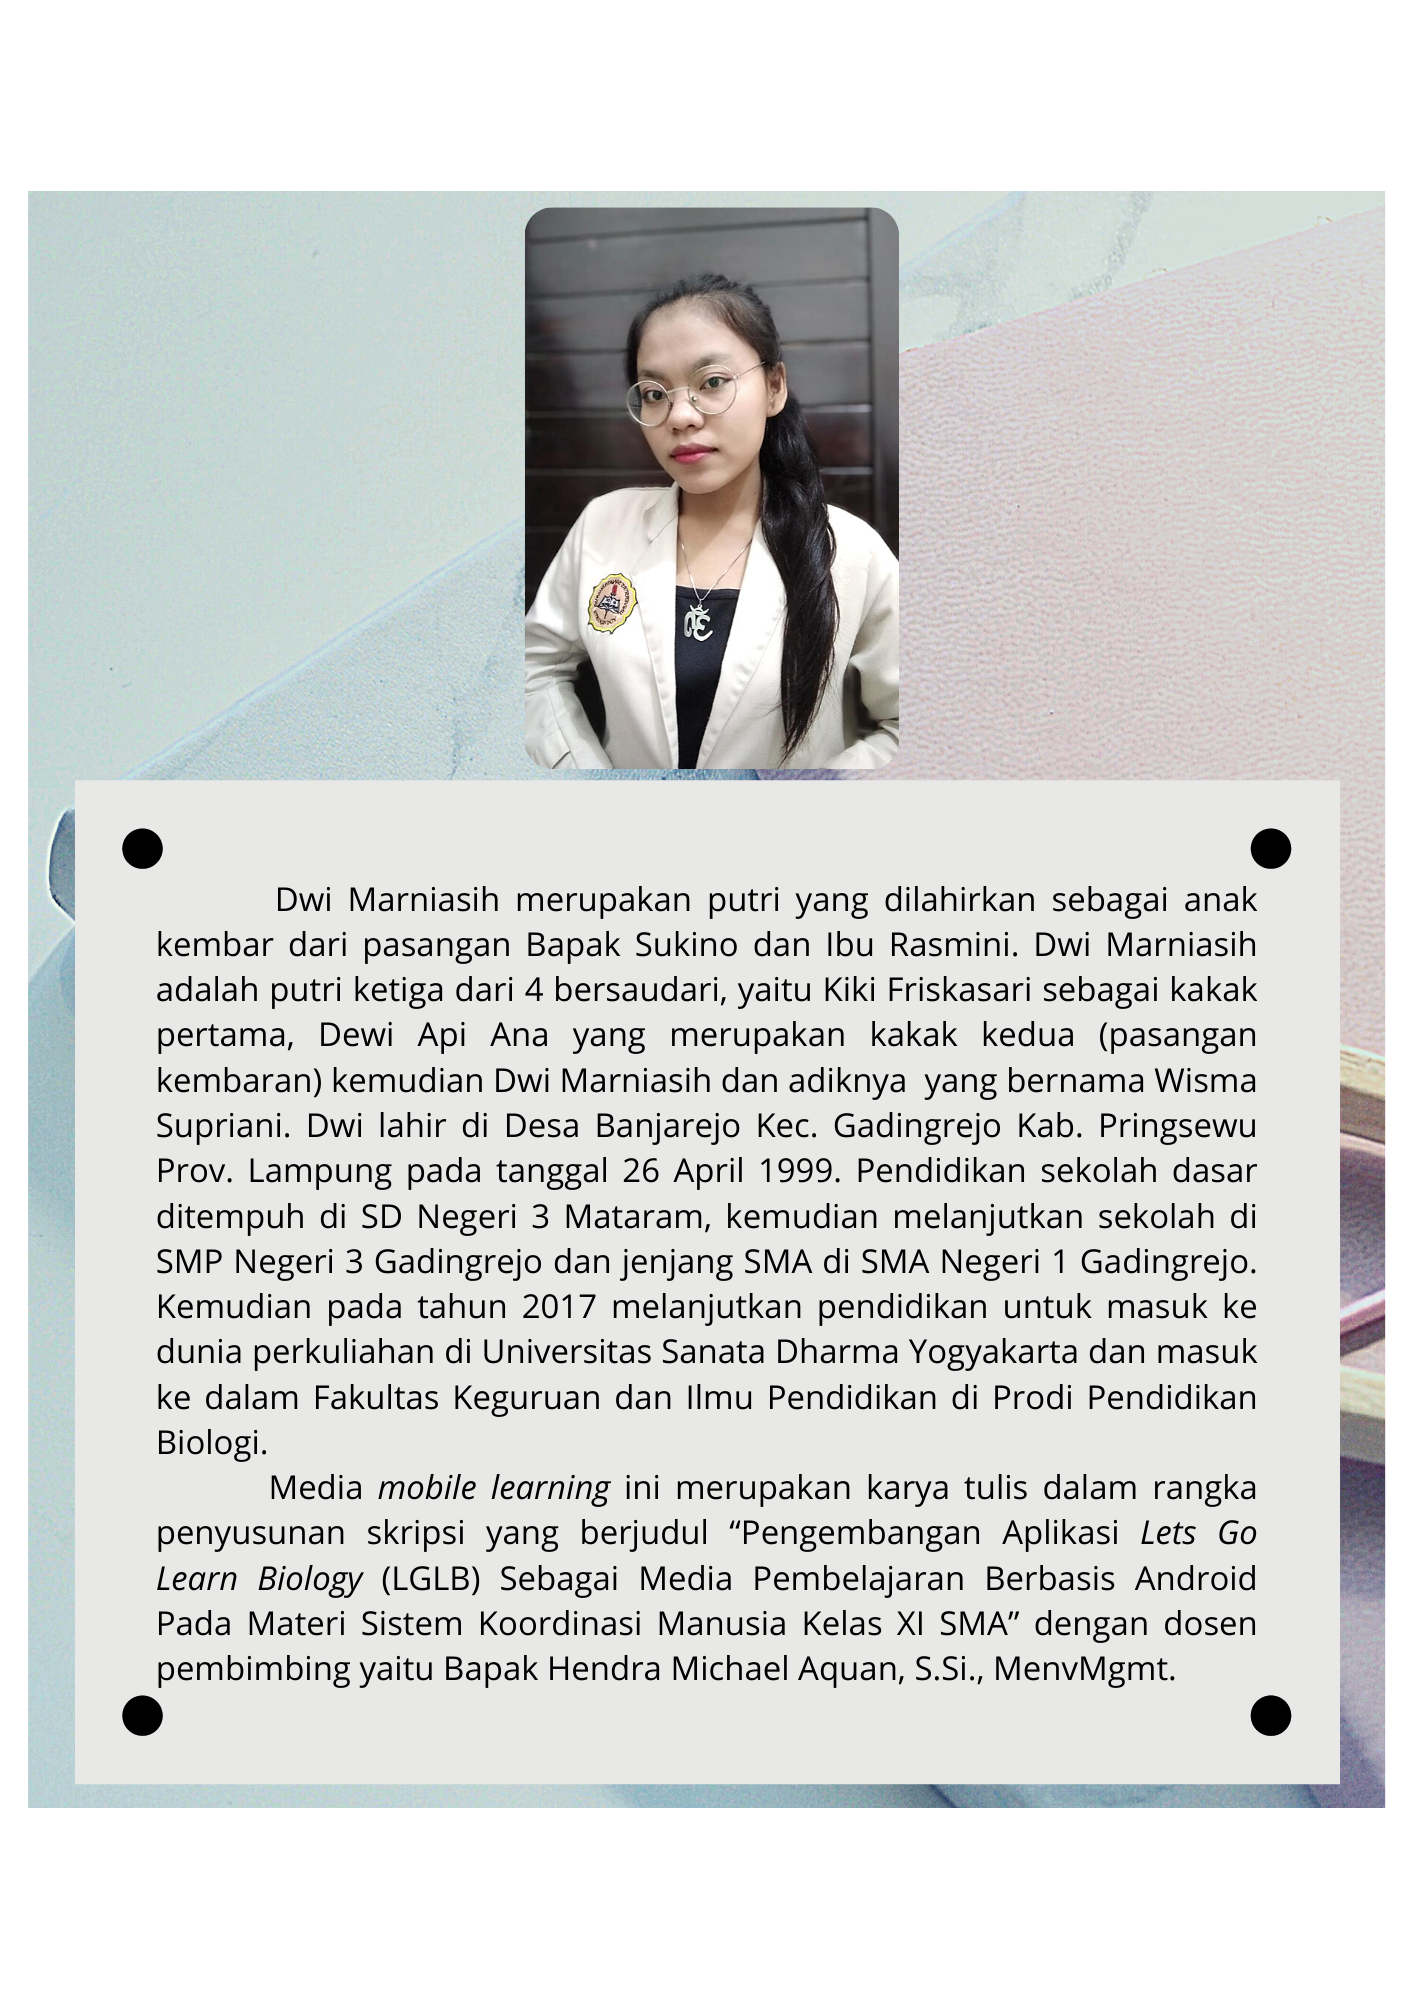 Dwi Marniasih merupakan putri yang dilahirkan sebagai anak
kembar dari pasangan Bapak Sukino dan Ibu Rasmini. Dwi Marniasih
adalah putri ketiga dari 4 bersaudari, yaitu Kiki Friskasari sebagai kakak
pertama, Dewi Api Ana yang merupakan kakak kedua (pasangan
kembaran) kemudian Dwi Marniasih dan adiknya yang bernama Wisma
Supriani. Dwi lahir di Desa Banjarejo Kec. Gadingrejo Kab. Pringsewu
Prov. Lampung pada tanggal 26 April 1999. Pendidikan sekolah dasar
ditempuh di SD Negeri 3 Mataram, kemudian melanjutkan sekolah di
SMP Negeri 3 Gadingrejo dan jenjang SMA di SMA Negeri 1 Gadingrejo.
Kemudian pada tahun 2017 melanjutkan pendidikan untuk masuk ke
dunia perkuliahan di Universitas Sanata Dharma Yogyakarta dan masuk
ke dalam Fakultas Keguruan dan Ilmu Pendidikan di Prodi Pendidikan
Biologi.
Media mobile learning ini merupakan karya tulis dalam rangka
penyusunan skripsi yang berjudul “Pengembangan Aplikasi Lets Go
Learn Biology (LGLB) Sebagai Media Pembelajaran Berbasis Android
Pada Materi Sistem Koordinasi Manusia Kelas XI SMA” dengan dosen
pembimbing yaitu Bapak Hendra Michael Aquan, S.Si., MenvMgmt.